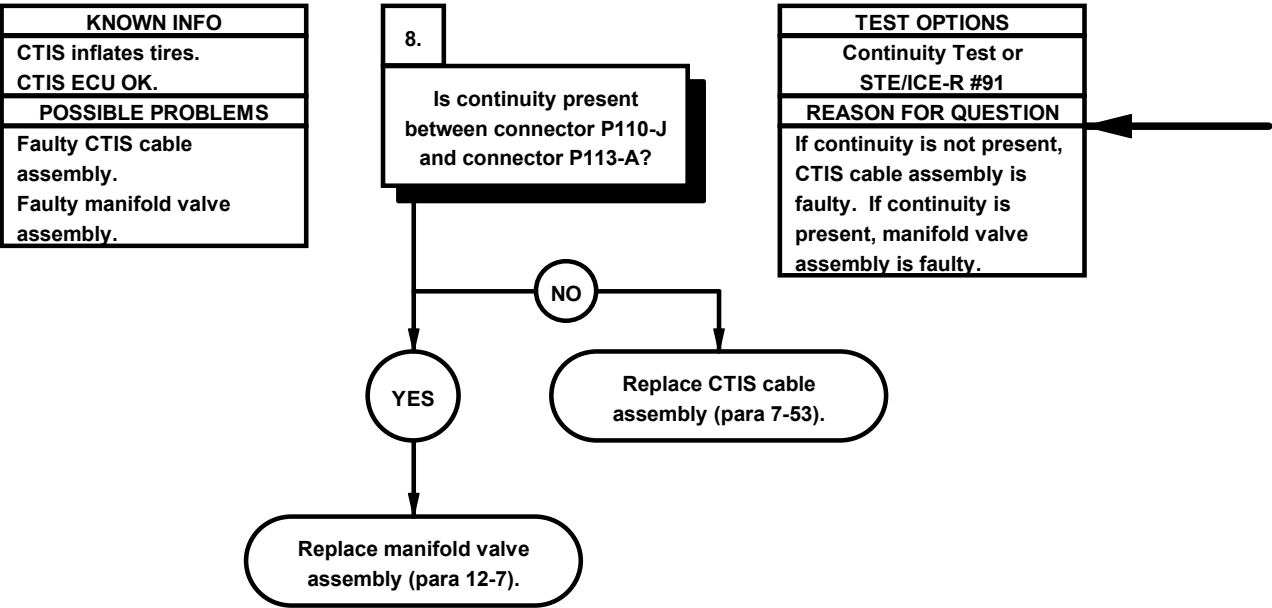 KNOWN INFO
CTIS inflates tires.
CTIS ECU OK.
POSSIBLE PROBLEMS
Faulty CTIS cable
assembly.
Faulty manifold valve
assembly.
8.
Is continuity present
between connector P110-J
and connector P113-A?
TEST OPTIONS
Continuity Test or
STE/ICE-R #91
REASON FOR QUESTION
If continuity is not present,
CTIS cable assembly is
faulty.  If continuity is
present, manifold valve
assembly is faulty.
NO
YES
Replace CTIS cable
assembly (para 7-53).
Replace manifold valve
assembly (para 12-7).